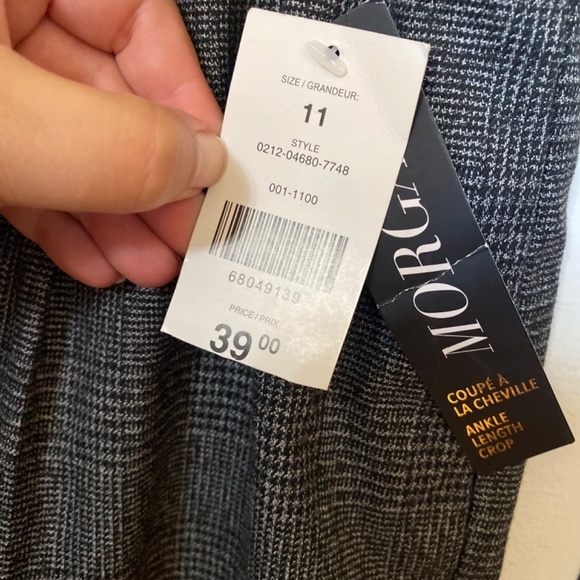 SIZE / GRANDEUR:
11
STYLE
0212-04680-7748
001-1100
68049139
PRICE / PRIX
39 00
COUPÉ À
LA CHEVILLE
ANKLE
LENGTH
CROP